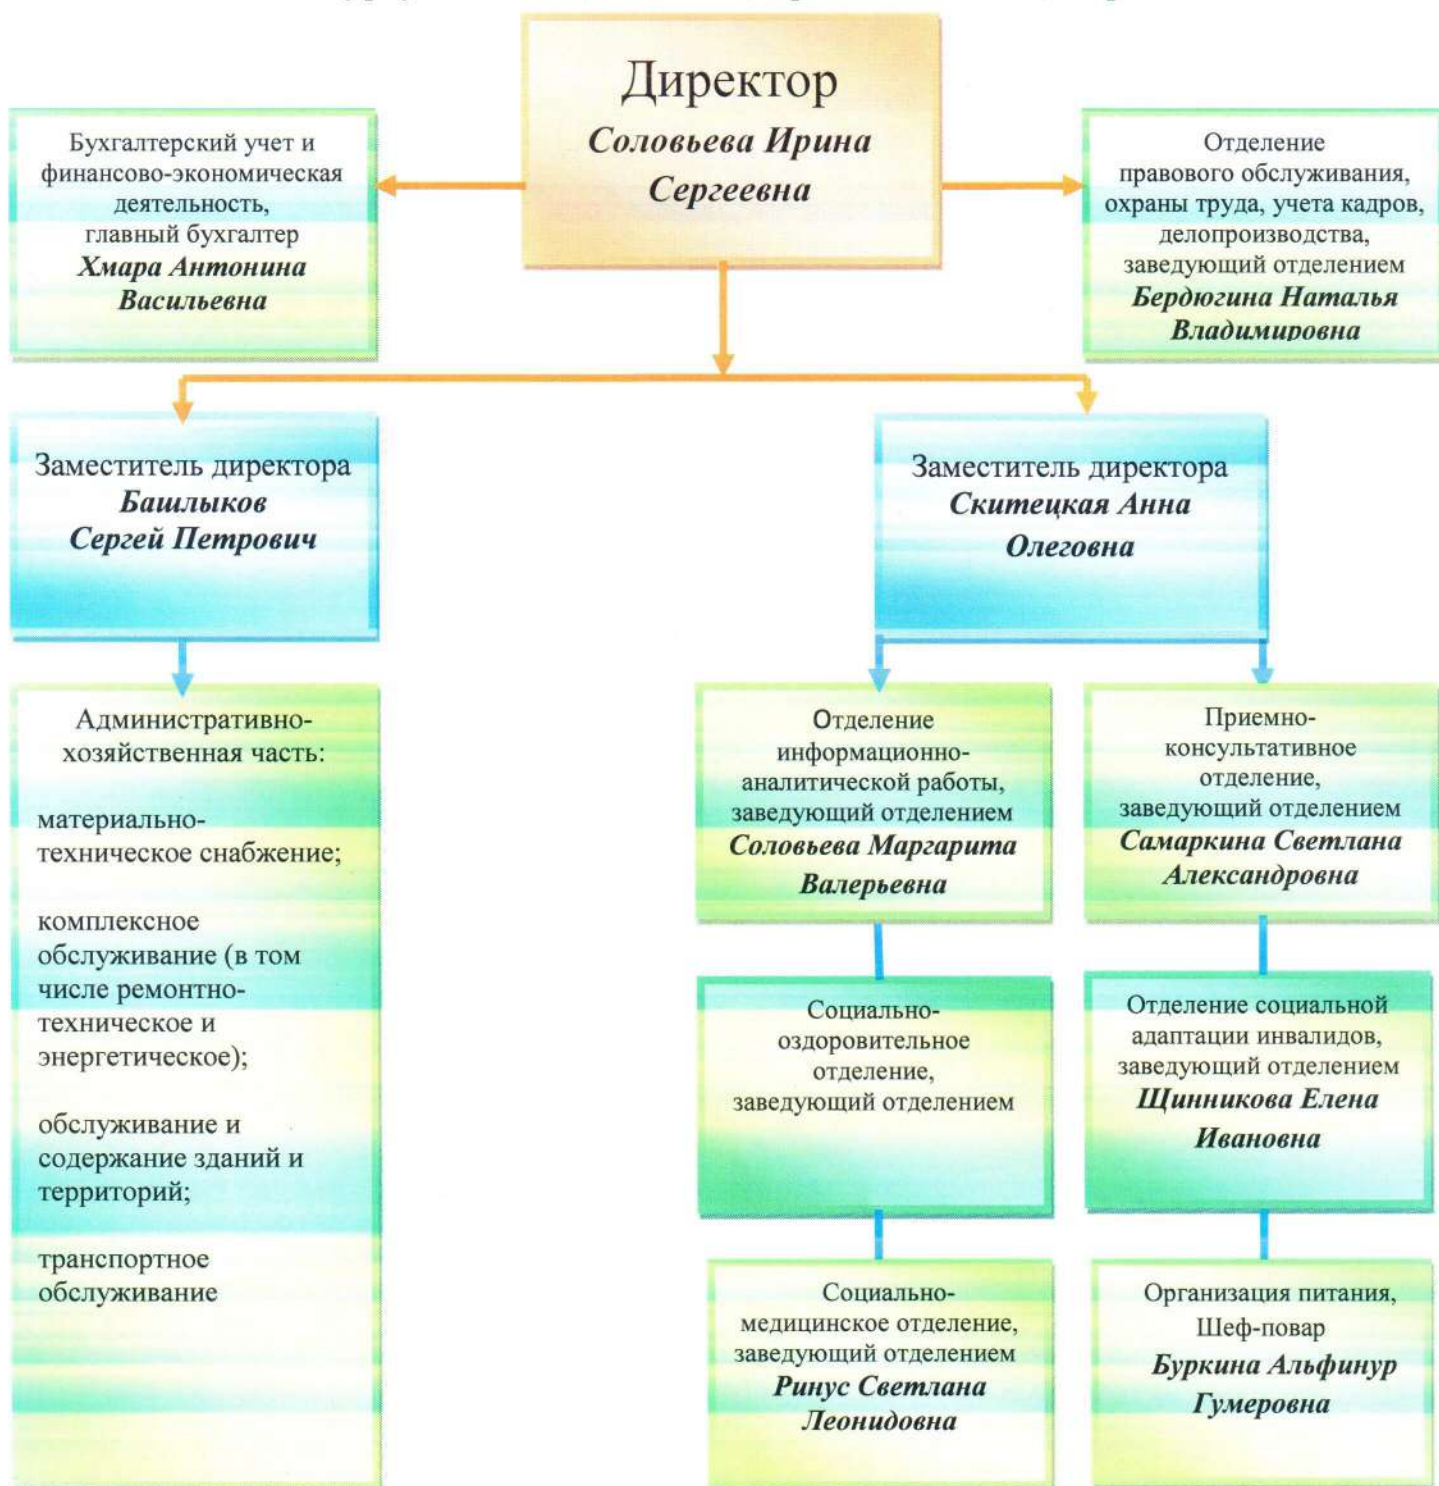 Директор
Соловьева Ирина
Сергеевна
Бухгалтерский учет и
финансово-экономическая
деятельность,
главный бухгалтер
Хмара Антонина
Васильевна
Отделение
правового обслуживания,
охраны труда, учета кадров,
делопроизводства,
заведующий отделением
Бердюгина Наталья
Владимировна
Заместитель директора
Башлыков
Сергей Петрович
Заместитель директора
Скитецкая Анна
Олеговна
Административно-
хозяйственная часть:
материально-
техническое снабжение;
комплексное
обслуживание (в том
числе ремонтно-
техническое и
энергетическое);
обслуживание и
содержание зданий и
территорий;
транспортное
обслуживание
Отделение
информационно-
аналитической работы,
заведующий отделением
Соловьева Маргарита
Валерьевна
Приемно-
консультативное
отделение,
заведующий отделением
Самаркина Светлана
Александровна
Социально-
оздоровительное
отделение,
заведующий отделением
Отделение социальной
адаптации инвалидов,
заведующий отделением
Щинникова Елена
Ивановна
Социально-
медицинское отделение,
заведующий отделением
Ринус Светлана
Леонидовна
Организация питания,
Шеф-повар
Буркина Альфинур
Гумеровна